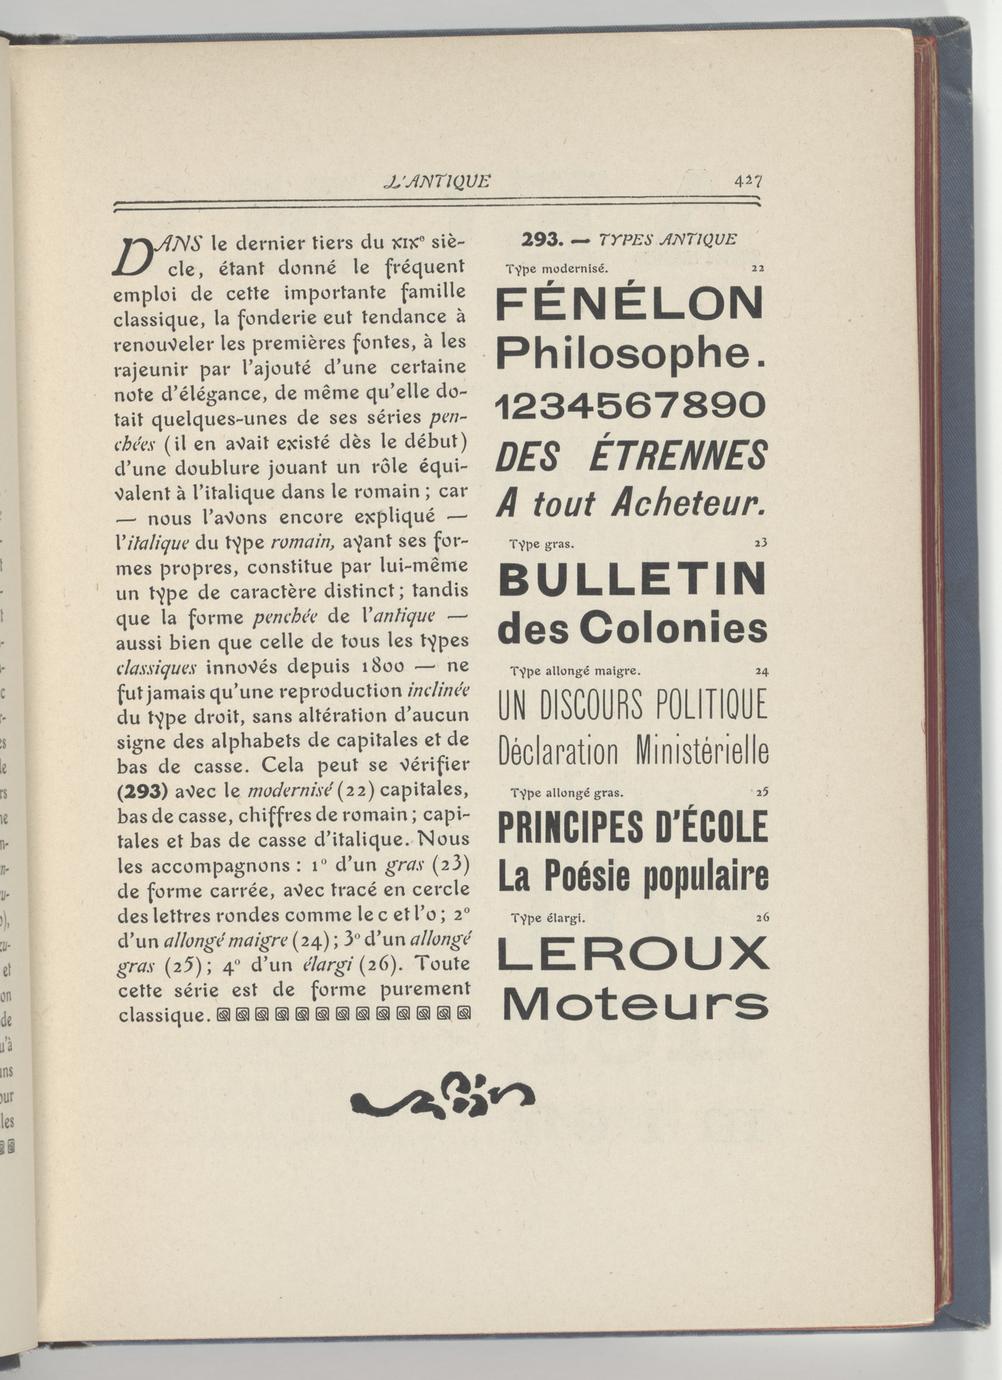 L'ANTIQUE 427
DANS le dernier tiers du XIXe siè-
cle, étant donné le fréquent
emploi de cette importante famille
classique, la fonderie eut tendance à
renouveler les premières fontes, à les
rajeunir par l'ajouté d'une certaine
note d'élégance, de même qu'elle do-
tait quelques-unes de ses séries pen-
chées (il en avait existé dès le début)
d'une doublure jouant un rôle équi-
valent à l'italique dans le romain ; car
— nous l'avons encore expliqué —
l'italique du type romain, ayant ses for-
mes propres, constitue par lui-même
un type de caractère distinct ; tandis
que la forme penchée de l'antique —
aussi bien que celle de tous les types
classiques innovés depuis 1800 — ne
fut jamais qu'une reproduction inclinée
du type droit, sans altération d'aucun
signe des alphabets de capitales et de
bas de casse. Cela peut se vérifier
(293) avec le modernisé (22) capitales,
bas de casse, chiffres de romain ; capi-
tales et bas de casse d'italique. Nous
les accompagnons : 1° d'un gras (23)
de forme carrée, avec tracé en cercle
des lettres rondes comme le c et l'o ; 2°
d'un allongé maigre (24) ; 3° d'un allongé
gras (25) ; 4° d'un élargi (26). Toute
cette série est de forme purement
classique.
293. — TYPES ANTIQUE
Type modernisé. 22
FÉNÉLON
Philosophe.
1234567890
DES ÉTRENNES
A tout Acheteur.
Type gras. 23
BULLETIN
des Colonies
Type allongé maigre. 24
UN DISCOURS POLITIQUE
Déclaration Ministérielle
Type allongé gras. 25
PRINCIPES D'ÉCOLE
La Poésie populaire
Type élargi. 26
LEROUX
Moteurs